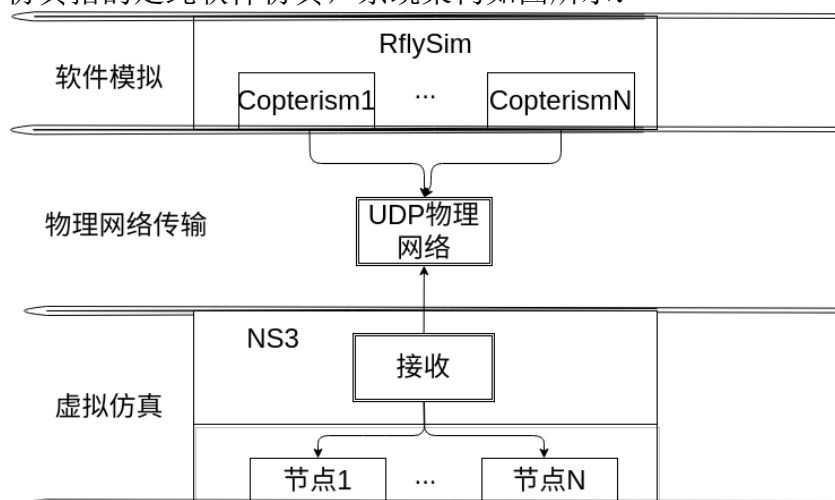 RflySim
软件模拟
Copterism1
...
CopterismN
物理网络传输
UDP物理
网络
NS3
接收
虚拟仿真
节点1
...
节点N